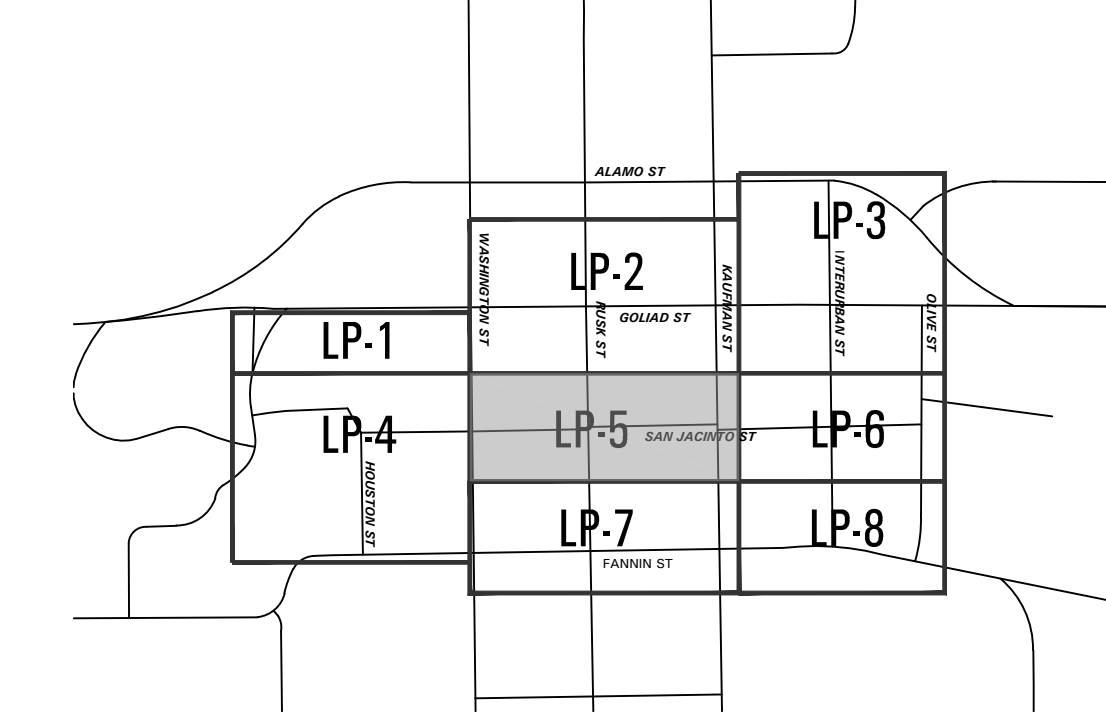 ALAMO ST
LP-3
WASHINGTON ST
LP-2
KAUFMAN ST
INTERURBAN ST
OLIVE ST
RUSK ST
GOLIAD ST
LP-1
LP-4
LP-5
SAN JACINTO ST
LP-6
HOUSTON ST
LP-7
LP-8
FANNIN ST